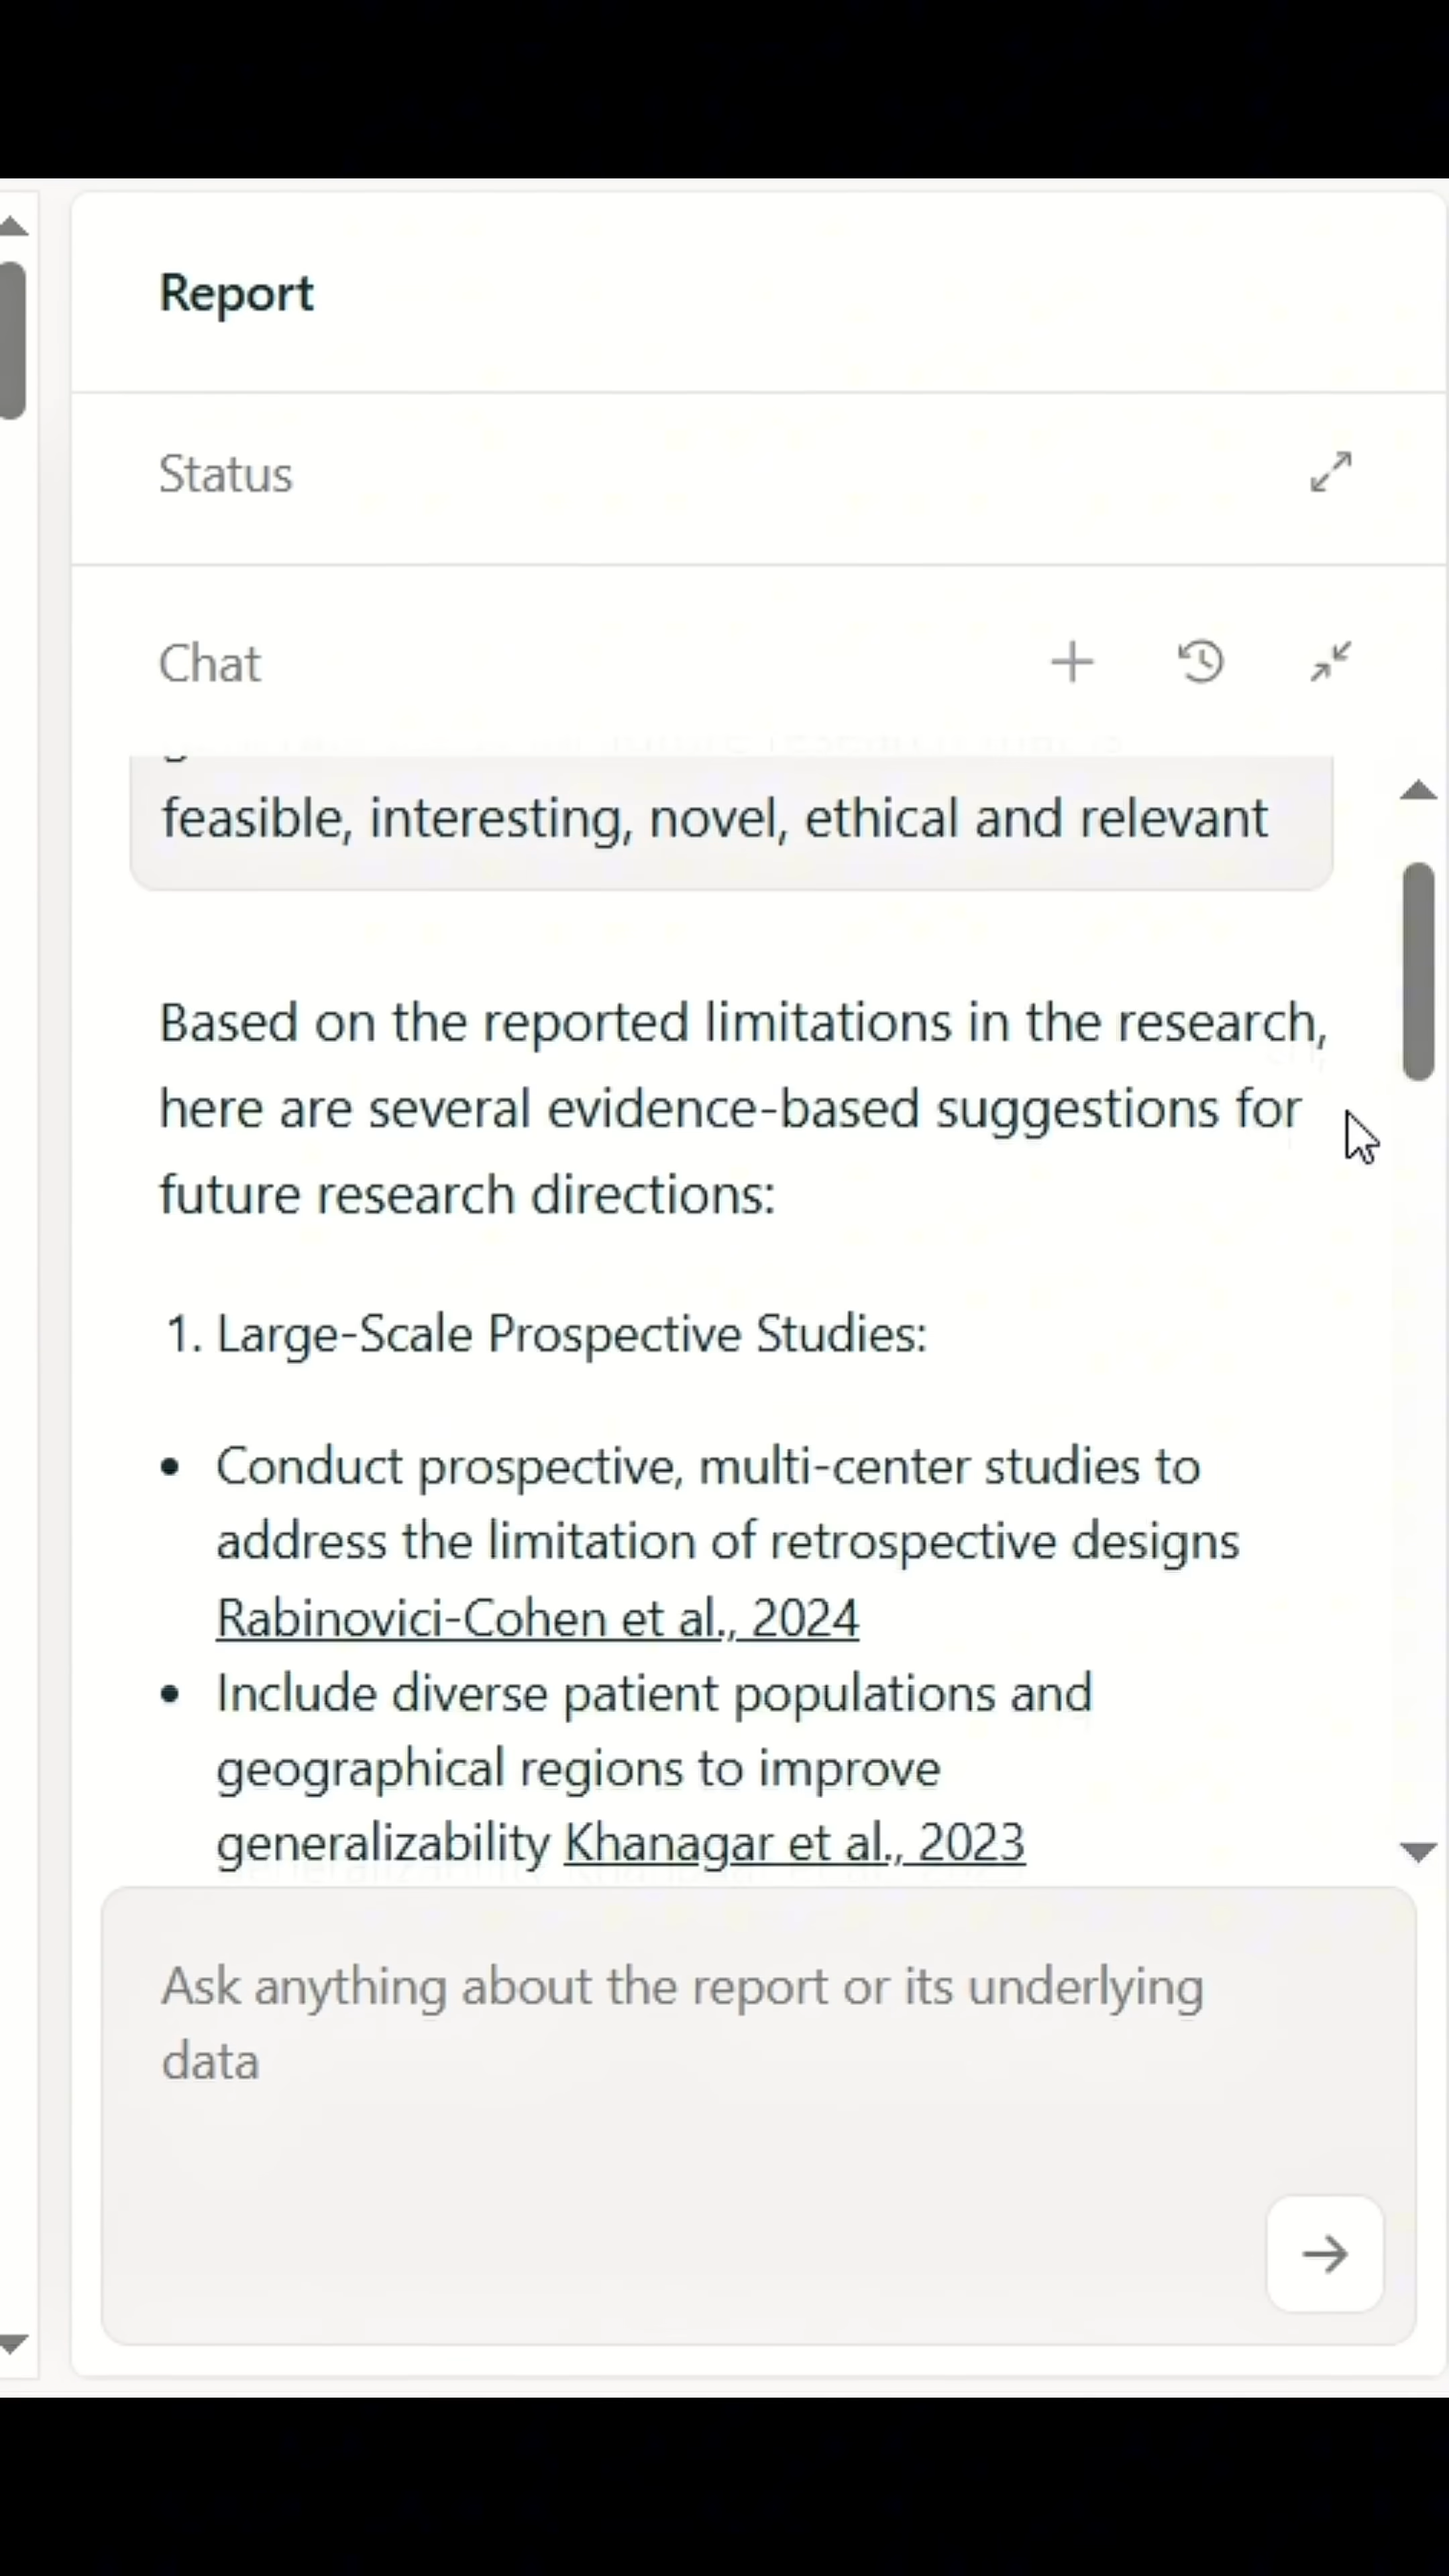 Report
Status
Chat
feasible, interesting, novel, ethical and relevant
Based on the reported limitations in the research,
here are several evidence-based suggestions for
future research directions:
1. Large-Scale Prospective Studies:
• Conduct prospective, multi-center studies to
address the limitation of retrospective designs
Rabinovici-Cohen et al., 2024
• Include diverse patient populations and
geographical regions to improve
generalizability Khanagar et al., 2023
Ask anything about the report or its underlying
data